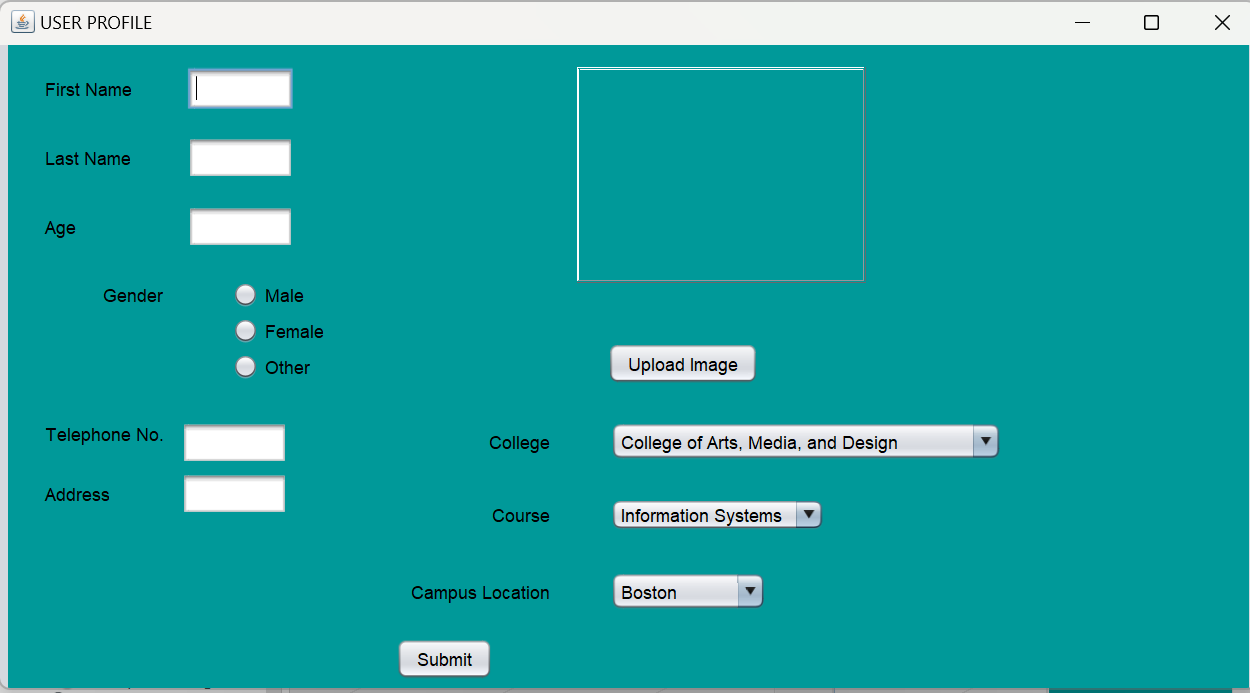 USER PROFILE
First Name
Last Name
Age
Gender
Male
Female
Other
Upload Image
Telephone No.
College
College of Arts, Media, and Design
Address
Course
Information Systems
Campus Location
Boston
Submit